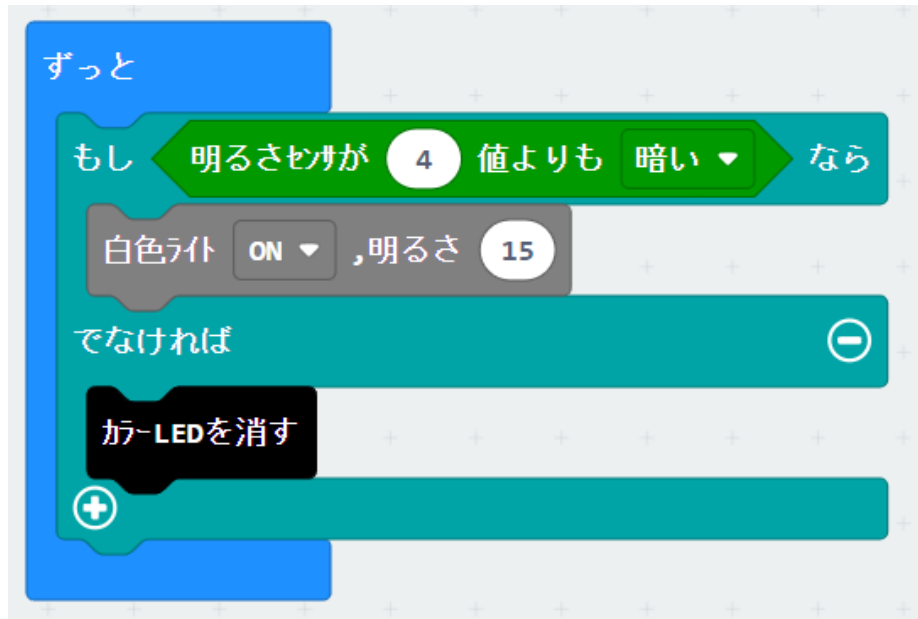 ずっと
もし 明るさｾﾝｻが 4 値よりも 暗い なら
白色ﾗｲﾄ ON ,明るさ 15
でなければ
ｶﾗｰLEDを消す